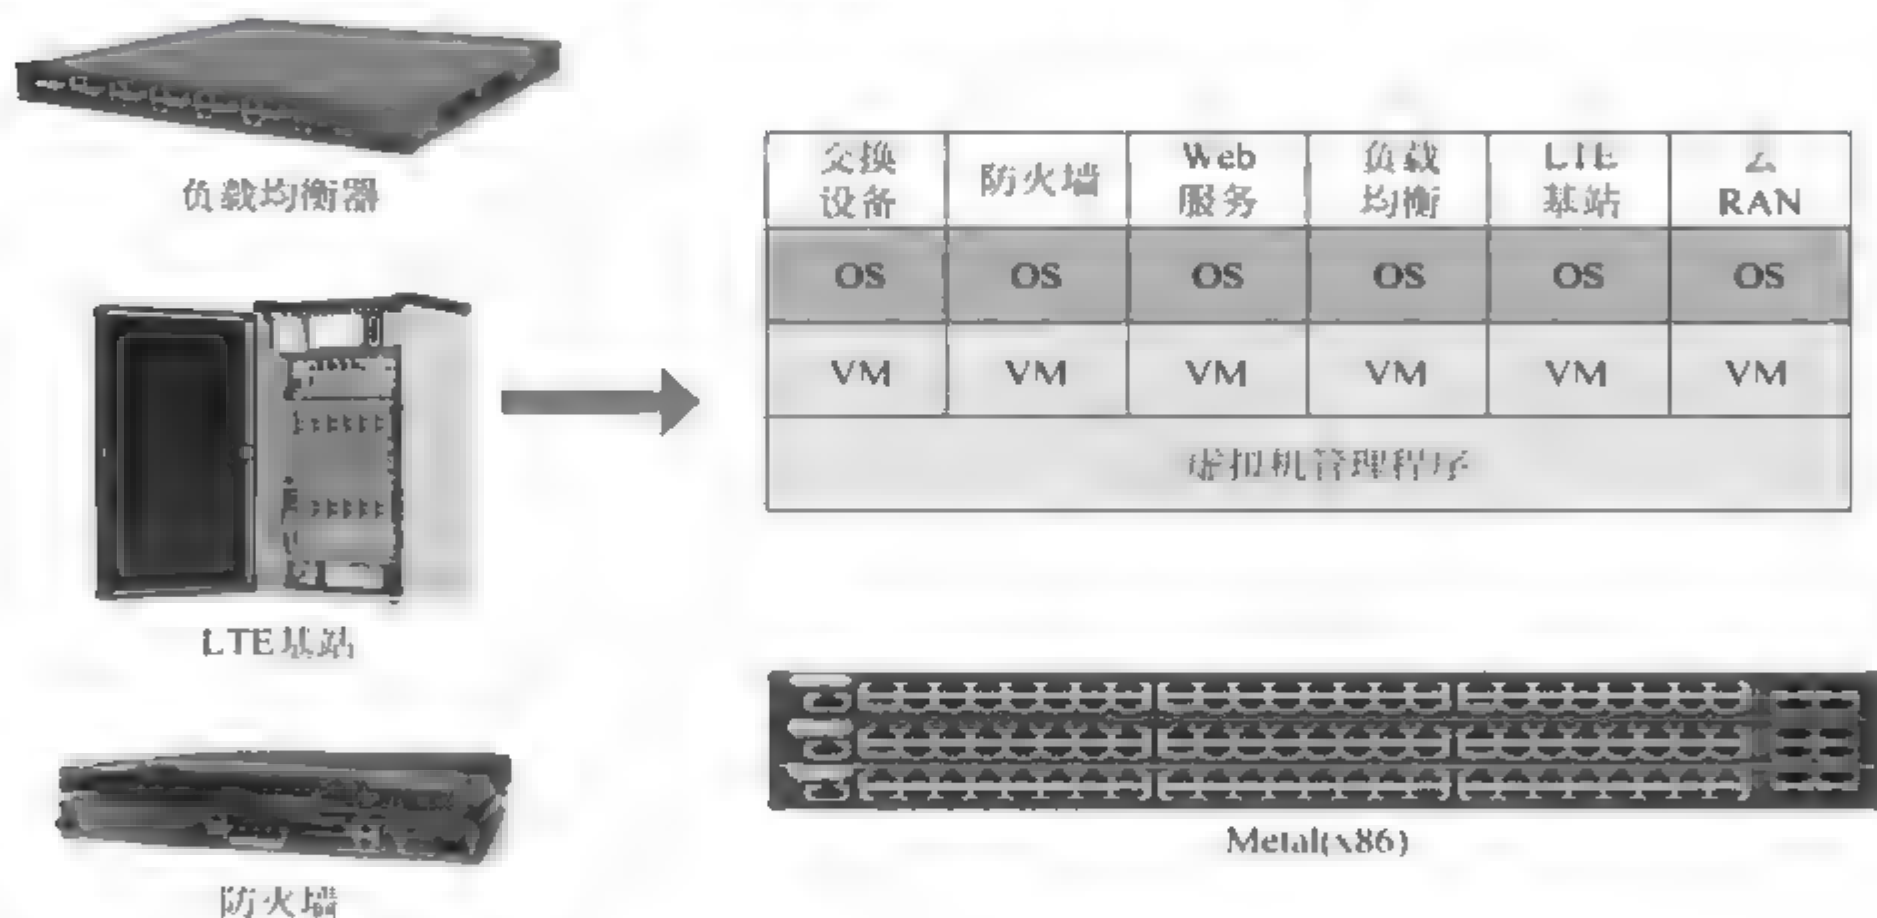 负载均衡器
LTE基站
防火墙
交换 防火墙 Web 负载 LTE 云
设备 服务 均衡 基站 RAN
OS OS OS OS OS OS
VM VM VM VM VM VM
虚拟机管理程序
Metal(x86)